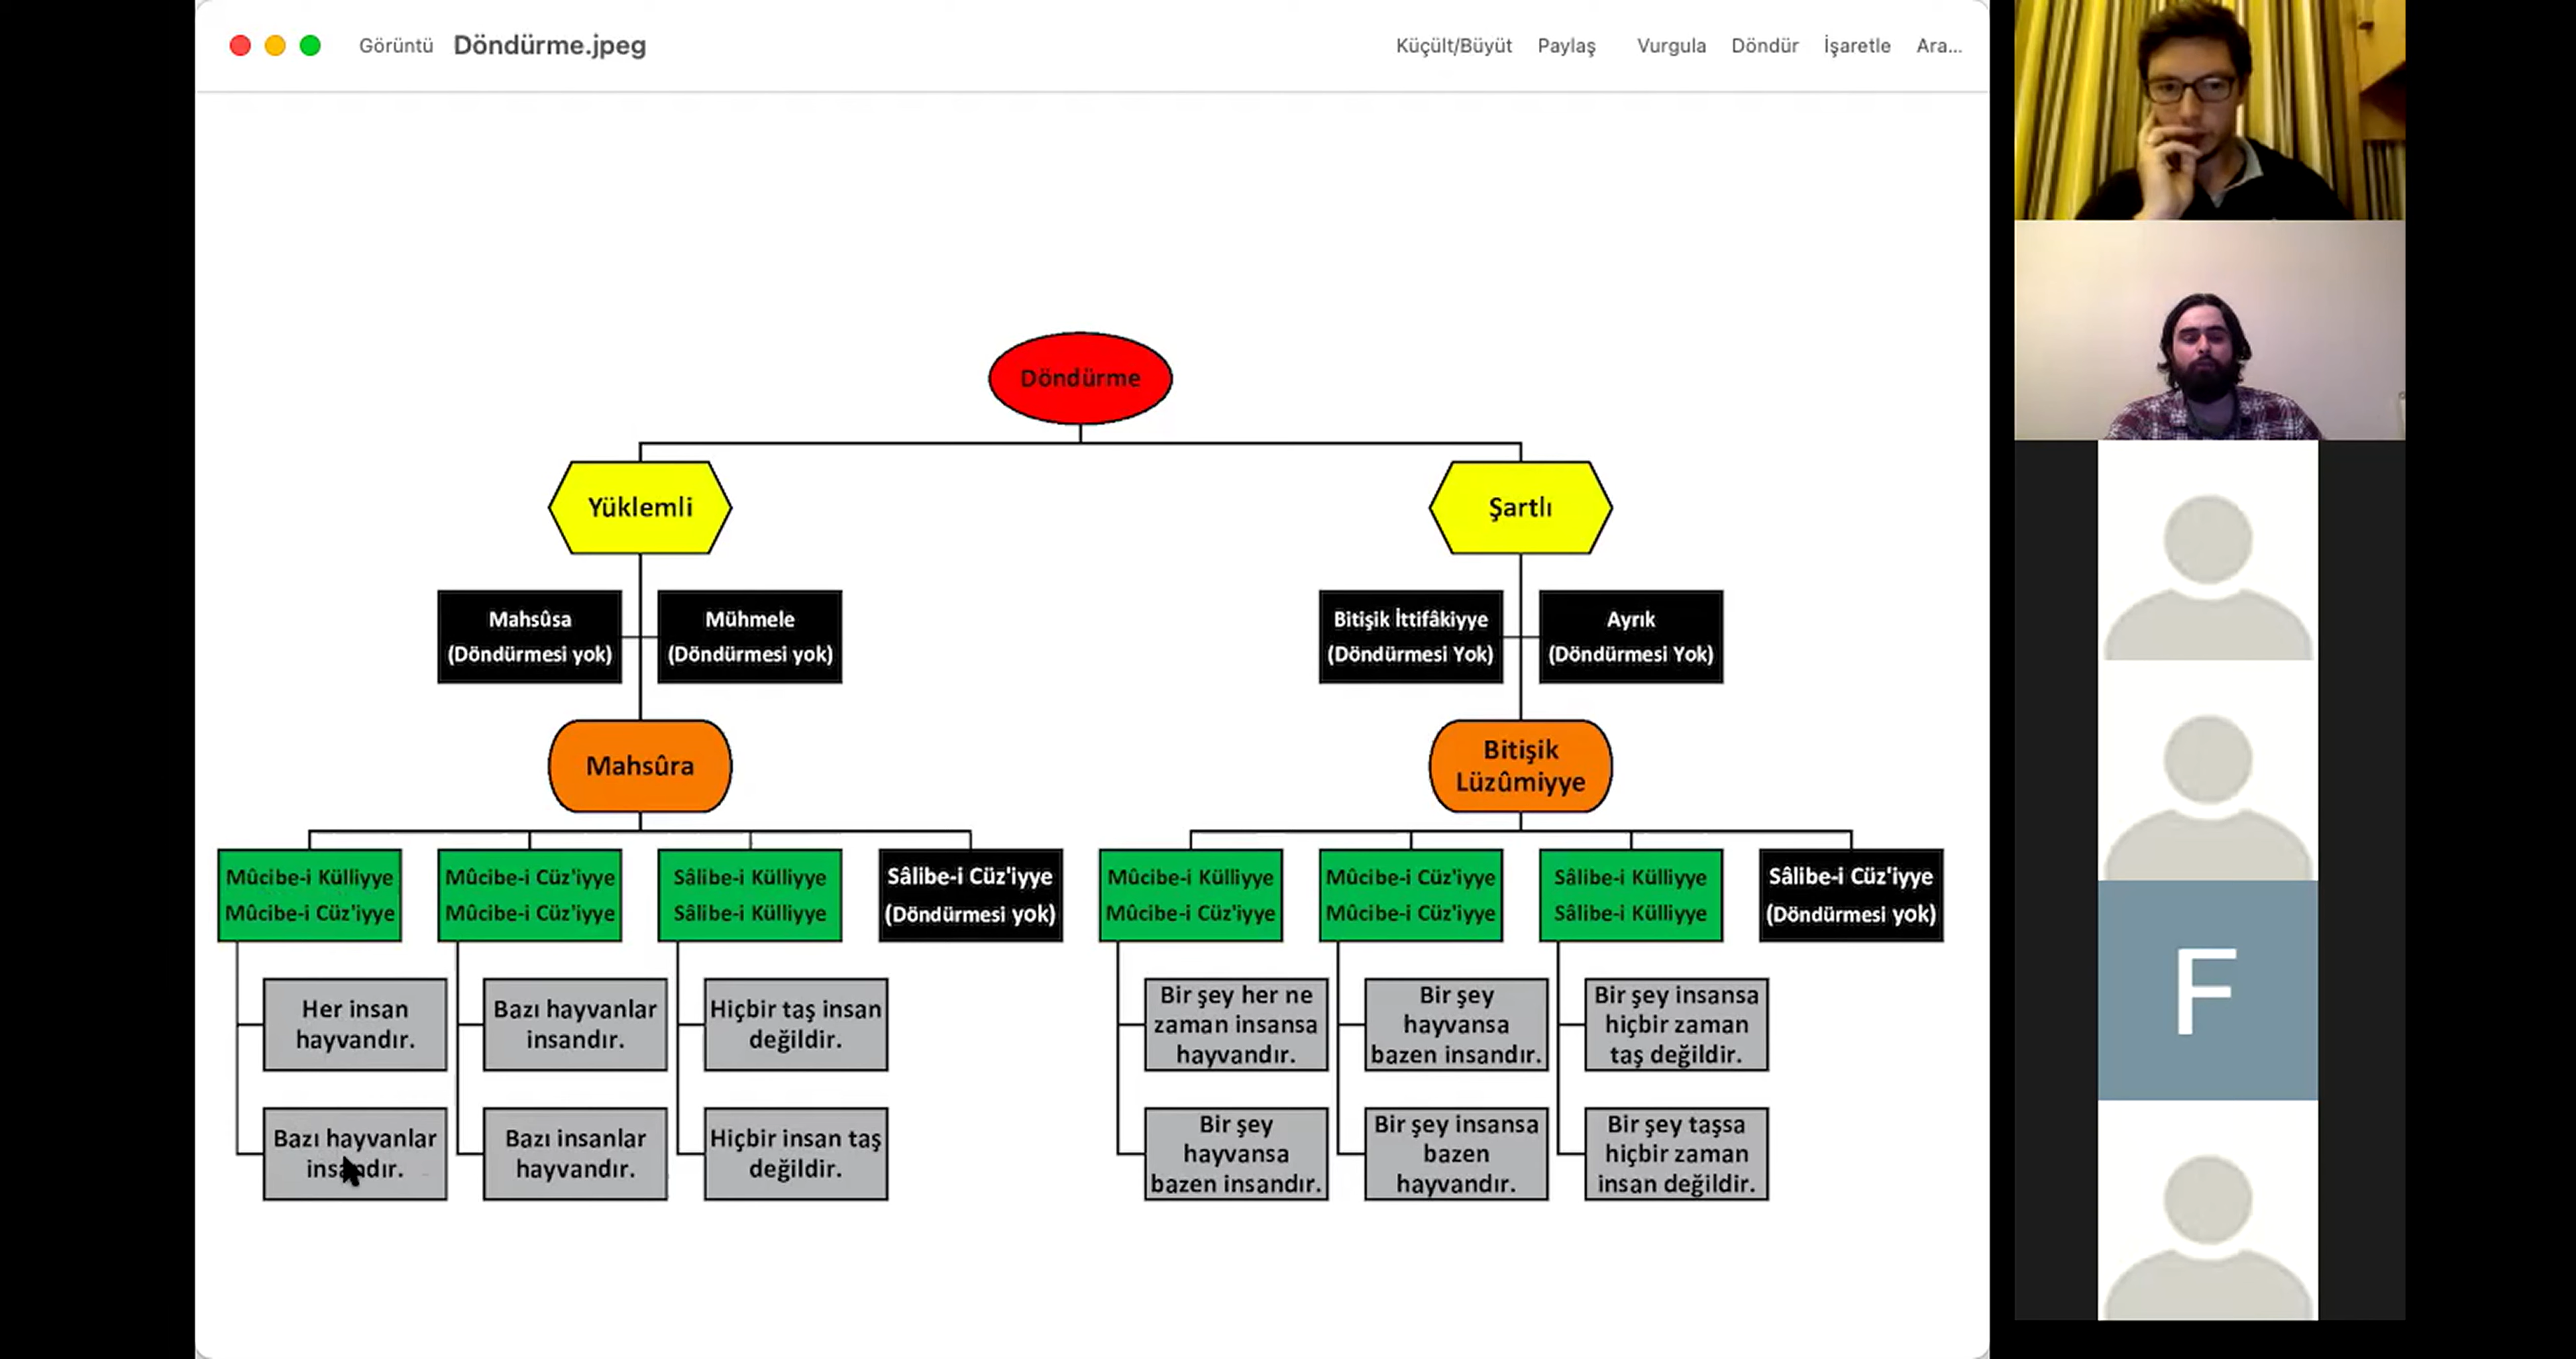 Görüntü Döndürme.jpeg Küçült/Büyüt Paylaş Vurgula Döndür İşaretle Ara...
Döndürme
Yüklemli
Şartlı
Mahsûsa
(Döndürmesi yok)
Mühmele
(Döndürmesi yok)
Bitişik İttifâkiyye
(Döndürmesi Yok)
Ayrık
(Döndürmesi Yok)
Mahsûra
Bitişik
Lüzûmiyye
Mûcibe-i Külliyye
Mûcibe-i Cüz'iyye
Mûcibe-i Cüz'iyye
Mûcibe-i Cüz'iyye
Sâlibe-i Külliyye
Sâlibe-i Külliyye
Sâlibe-i Cüz'iyye
(Döndürmesi yok)
Mûcibe-i Külliyye
Mûcibe-i Cüz'iyye
Mûcibe-i Cüz'iyye
Mûcibe-i Cüz'iyye
Sâlibe-i Külliyye
Sâlibe-i Külliyye
Sâlibe-i Cüz'iyye
(Döndürmesi yok)
Her insan
hayvandır.
Bazı hayvanlar
insandır.
Hiçbir taş insan
değildir.
Bir şey her ne
zaman insansa
hayvandır.
Bir şey
hayvansa
bazen insandır.
Bir şey insansa
hiçbir zaman
taş değildir.
Bazı hayvanlar
insandır.
Bazı insanlar
hayvandır.
Hiçbir insan taş
değildir.
Bir şey
hayvansa
bazen insandır.
Bir şey insansa
bazen
hayvandır.
Bir şey taşsa
hiçbir zaman
insan değildir.
F